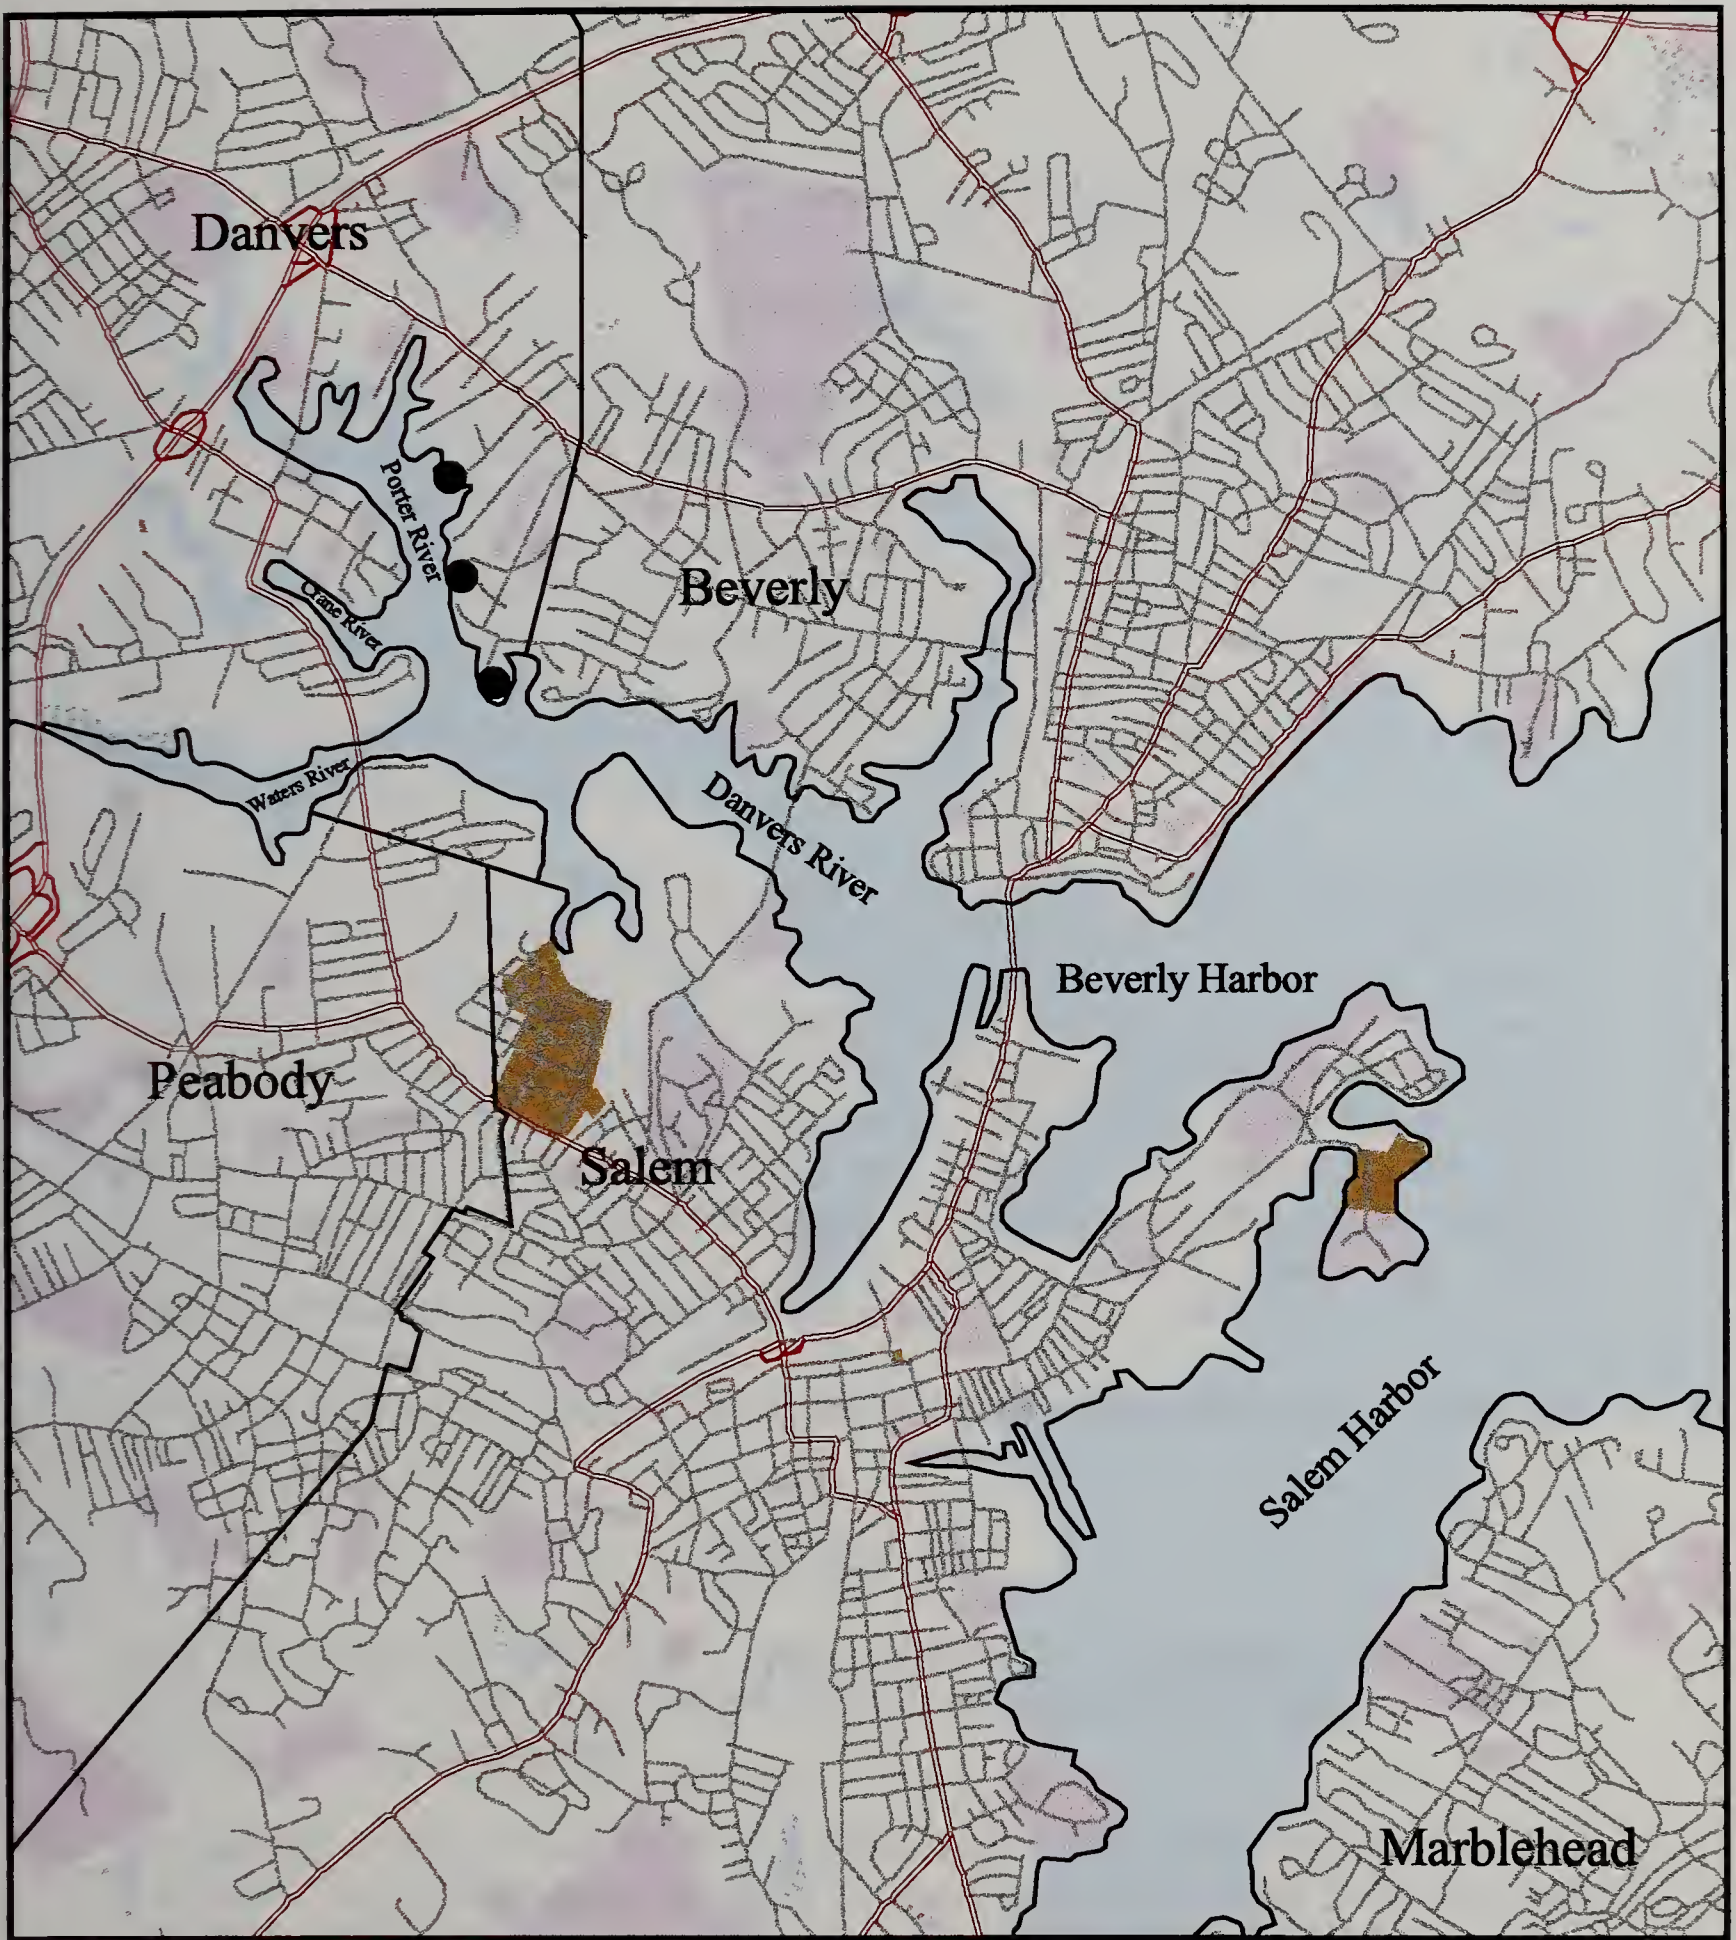 Danvers
Porter River
Crane River
Beverly
Waters River
Danvers River
Beverly Harbor
Peabody
Salem
Salem Harbor
Marblehead